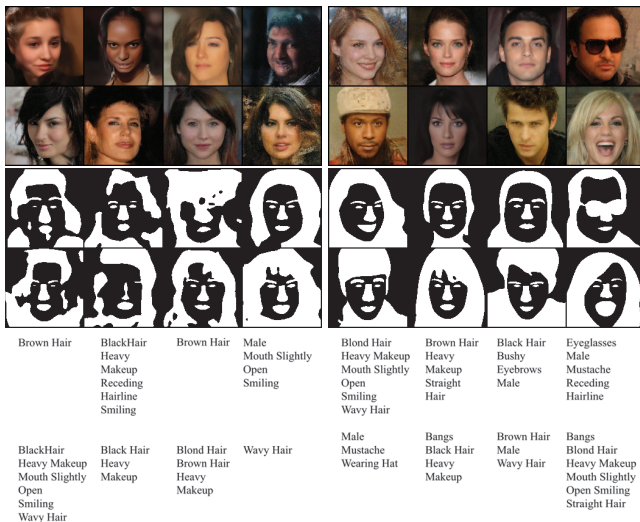 Brown Hair
BlackHair
Heavy
Makeup
Receding
Hairline
Smiling
Brown Hair
Male
Mouth Slightly
Open
Smiling
Blond Hair
Heavy Makeup
Mouth Slightly
Open
Smiling
Wavy Hair
Brown Hair
Heavy
Makeup
Straight
Hair
Black Hair
Bushy
Eyebrows
Male
Eyeglasses
Male
Mustache
Receding
Hairline
BlackHair
Heavy Makeup
Mouth Slightly
Open
Smiling
Wavy Hair
Black Hair
Heavy
Makeup
Blond Hair
Brown Hair
Heavy
Makeup
Wavy Hair
Male
Mustache
Wearing Hat
Bangs
Black Hair
Heavy
Makeup
Brown Hair
Male
Wavy Hair
Bangs
Blond Hair
Heavy Makeup
Mouth Slightly
Open Smiling
Straight Hair